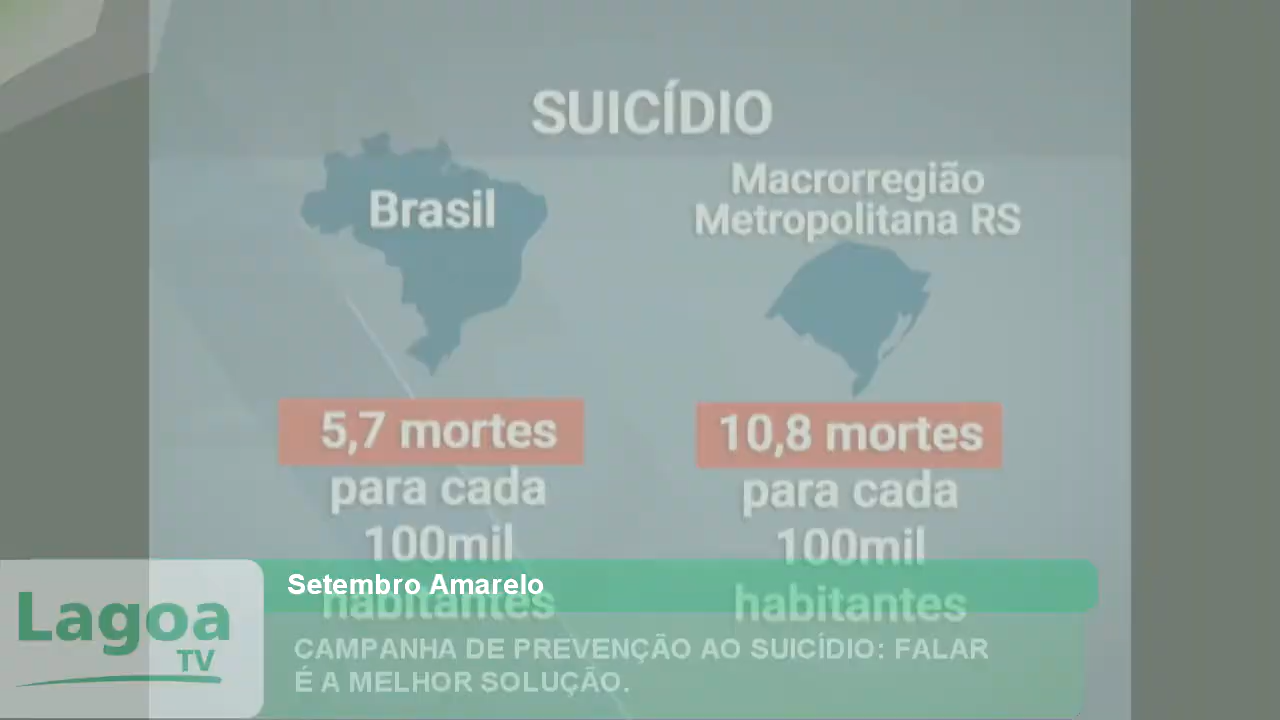 SUICÍDIO
Brasil
Macrorregião
Metropolitana RS
5,7 mortes
para cada
100mil
habitantes
10,8 mortes
para cada
100mil
habitantes
Setembro Amarelo
CAMPANHA DE PREVENÇÃO AO SUICÍDIO: FALAR
É A MELHOR SOLUÇÃO.
Lagoa
TV